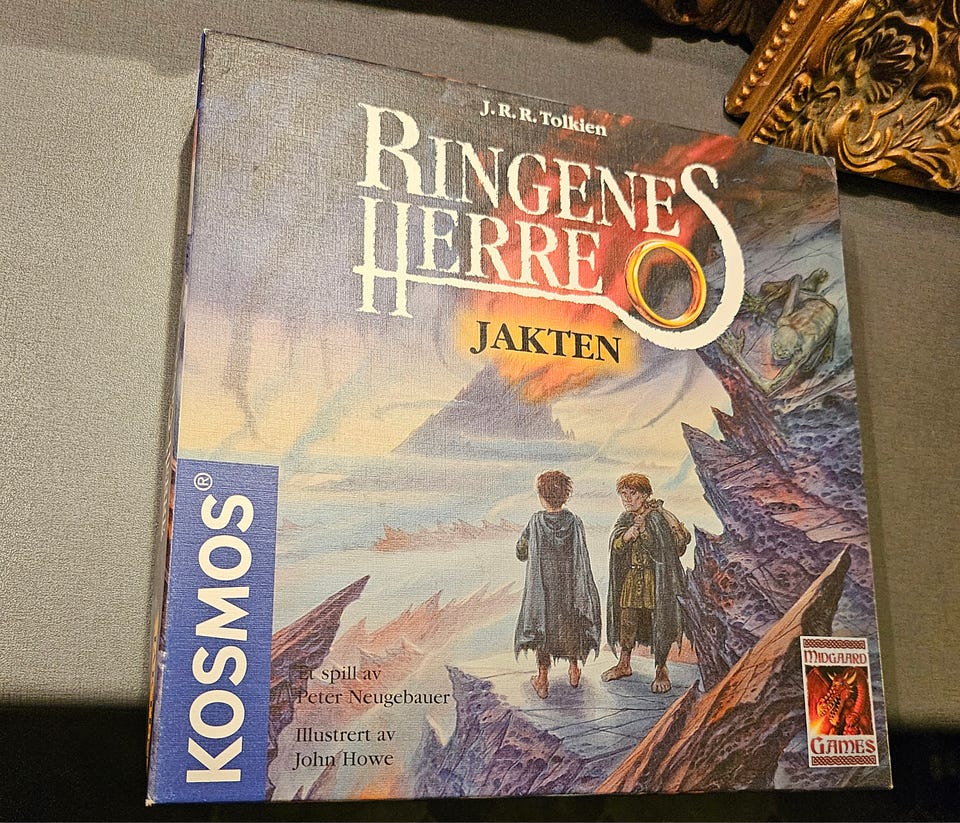 J. R. R. Tolkien
RINGENES
HERRE
JAKTEN
KOSMOS®
Et spill av
Peter Neugebauer
Illustrert av
John Howe
MIDGAARD
GAMES